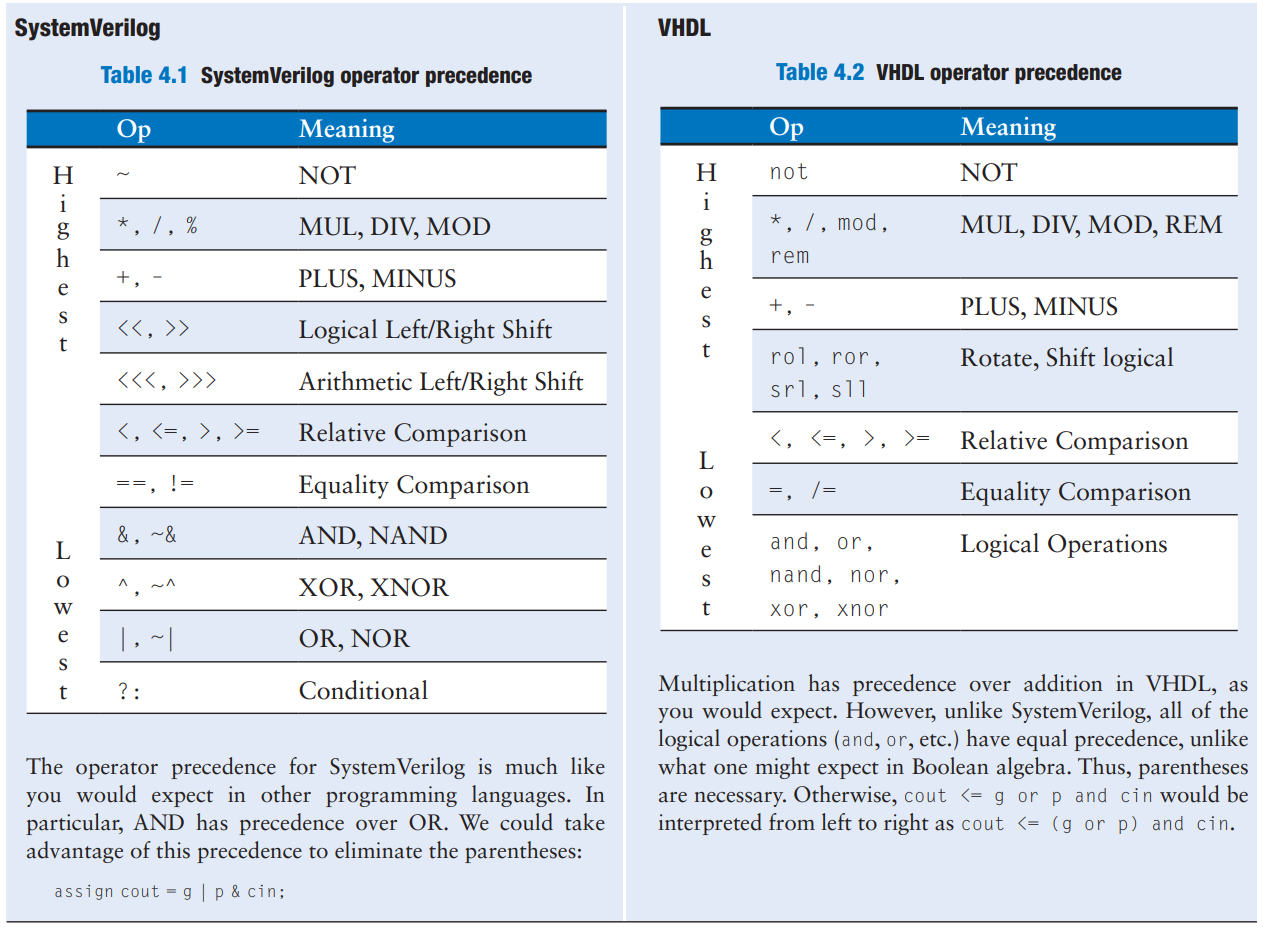 SystemVerilog
Table 4.1 SystemVerilog operator precedence
Op Meaning
Highest
~ NOT
*, /, % MUL, DIV, MOD
+, - PLUS, MINUS
<<, >> Logical Left/Right Shift
<<<, >>> Arithmetic Left/Right Shift
<, <=, >, >= Relative Comparison
==, != Equality Comparison
Lowest
&, ~& AND, NAND
^, ~^ XOR, XNOR
|, ~| OR, NOR
?: Conditional
The operator precedence for SystemVerilog is much like
you would expect in other programming languages. In
particular, AND has precedence over OR. We could take
advantage of this precedence to eliminate the parentheses:
assign cout = g | p & cin;
VHDL
Table 4.2 VHDL operator precedence
Op Meaning
Highest
not NOT
*, /, mod, MUL, DIV, MOD, REM
rem
+, - PLUS, MINUS
rol, ror, Rotate, Shift logical
srl, sll
Lowest
<, <=, >, >= Relative Comparison
=, /= Equality Comparison
and, or, Logical Operations
nand, nor,
xor, xnor
Multiplication has precedence over addition in VHDL, as
you would expect. However, unlike SystemVerilog, all of the
logical operations (and, or, etc.) have equal precedence, unlike
what one might expect in Boolean algebra. Thus, parentheses
are necessary. Otherwise, cout <= g or p and cin would be
interpreted from left to right as cout <= (g or p) and cin.